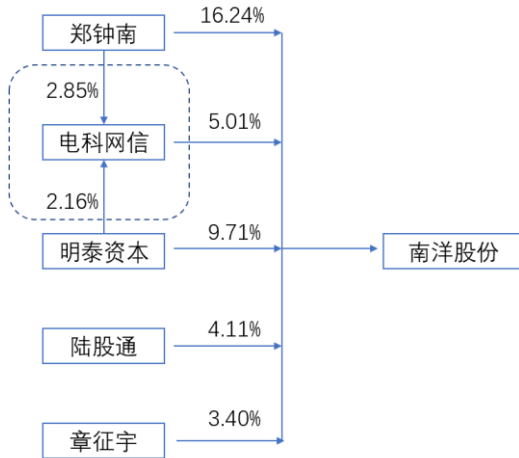 郑钟南
16.24%
2.85%
电科网信
5.01%
2.16%
明泰资本
9.71%
南洋股份
陆股通
4.11%
章征宇
3.40%